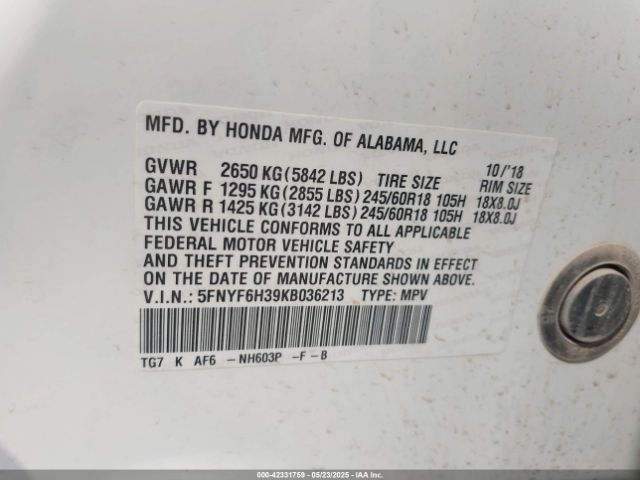 MFD. BY HONDA MFG. OF ALABAMA, LLC
10/'18
GVWR 2650 KG(5842 LBS) TIRE SIZE RIM SIZE
GAWR F 1295 KG(2855 LBS)245/60R18 105H 18X8.0J
GAWR R 1425 KG(3142 LBS)245/60R18 105H 18X8.0J
THIS VEHICLE CONFORMS TO ALL APPLICABLE
FEDERAL MOTOR VEHICLE SAFETY
AND THEFT PREVENTION STANDARDS IN EFFECT
ON THE DATE OF MANUFACTURE SHOWN ABOVE.
V.I.N.: 5FNYF6H39KB036213 TYPE: MPV
TG7 K AF6 -NH603P -F-B
000-42331759 - 05/23/2025 - IAAI.COM